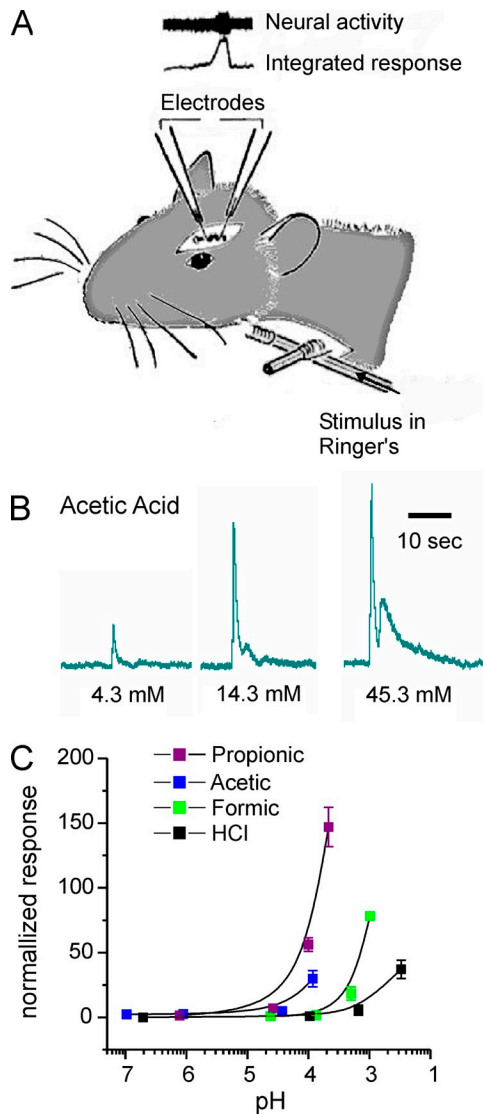 A
Neural activity
Integrated response
Electrodes
Stimulus in
Ringer's
B
Acetic Acid
10 sec
4.3 mM
14.3 mM
45.3 mM
C
Propionic
Acetic
Formic
HCl
normallized response
200
150
100
50
0
7 6 5 4 3 2 1
pH